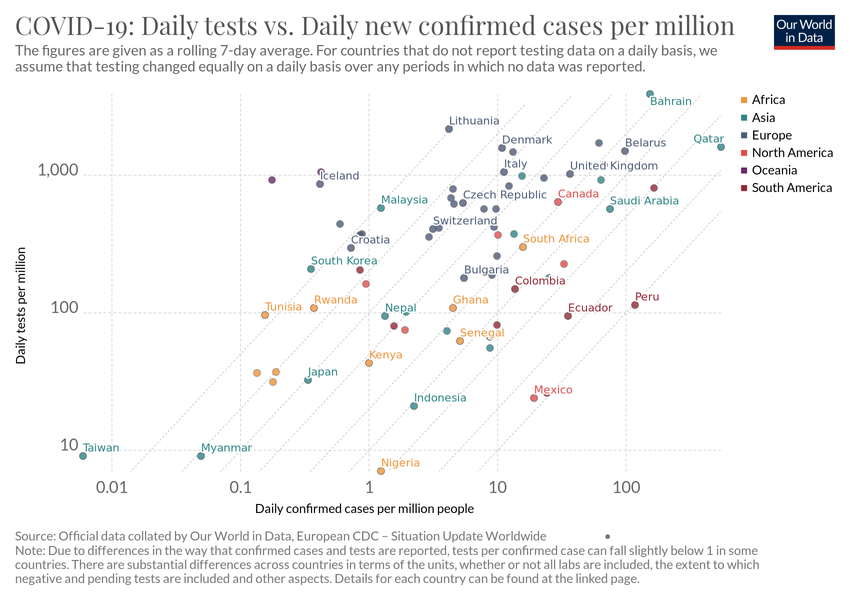 COVID-19: Daily tests vs. Daily new confirmed cases per million
Our World
in Data
The figures are given as a rolling 7-day average. For countries that do not report testing data on a daily basis, we
assume that testing changed equally on a daily basis over any periods in which no data was reported.
Africa
Asia
Europe
North America
Oceania
South America
Bahrain
Lithuania
Denmark
Belarus
Qatar
Italy
United Kingdom
1,000
Iceland
Malaysia
Czech Republic
Canada
Saudi Arabia
Switzerland
Croatia
South Africa
South Korea
Bulgaria
Colombia
Tunisia
Rwanda
Nepal
Ghana
Ecuador
Peru
100
Senegal
Kenya
Japan
Indonesia
Mexico
10
Taiwan
Myanmar
Nigeria
Daily tests per million
0.01
0.1
1
10
100
Daily confirmed cases per million people
Source: Official data collated by Our World in Data, European CDC – Situation Update Worldwide
Note: Due to differences in the way that confirmed cases and tests are reported, tests per confirmed case can fall slightly below 1 in some
countries. There are substantial differences across countries in terms of the units, whether or not all labs are included, the extent to which
negative and pending tests are included and other aspects. Details for each country can be found at the linked page.